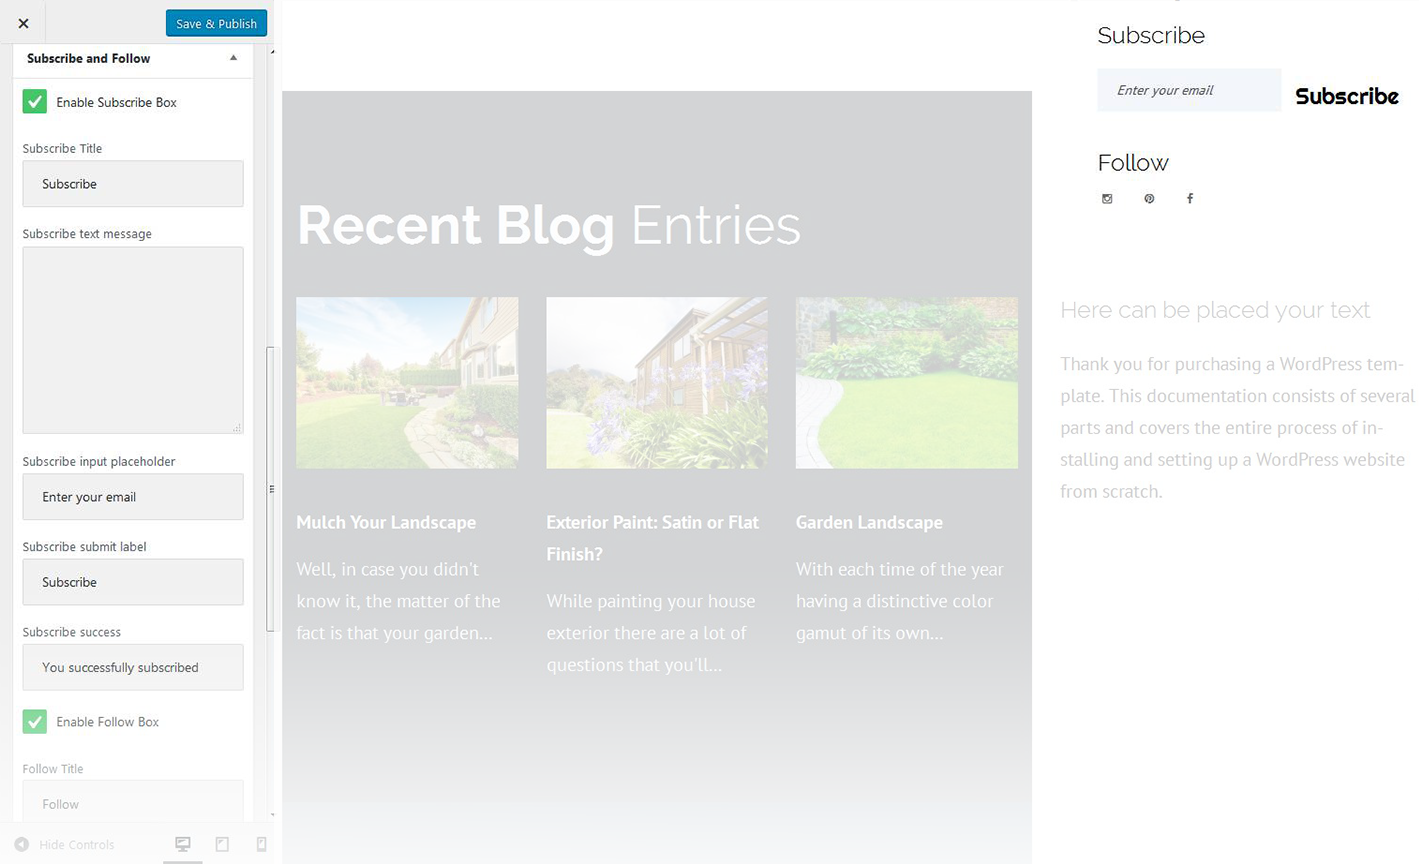 Save & Publish
Subscribe and Follow
Enable Subscribe Box
Subscribe Title
Subscribe
Subscribe text message
Subscribe input placeholder
Enter your email
Subscribe submit label
Subscribe
Subscribe success
You successfully subscribed
Enable Follow Box
Follow Title
Follow
Hide Controls
Recent Blog Entries
Mulch Your Landscape
Well, in case you didn't
know it, the matter of the
fact is that your garden...
Exterior Paint: Satin or Flat
Finish?
While painting your house
exterior there are a lot of
questions that you'll...
Garden Landscape
With each time of the year
having a distinctive color
gamut of its own...
Subscribe
Enter your email
Subscribe
Follow
Here can be placed your text
Thank you for purchasing a WordPress tem-
plate. This documentation consists of several
parts and covers the entire process of in-
stalling and setting up a WordPress website
from scratch.